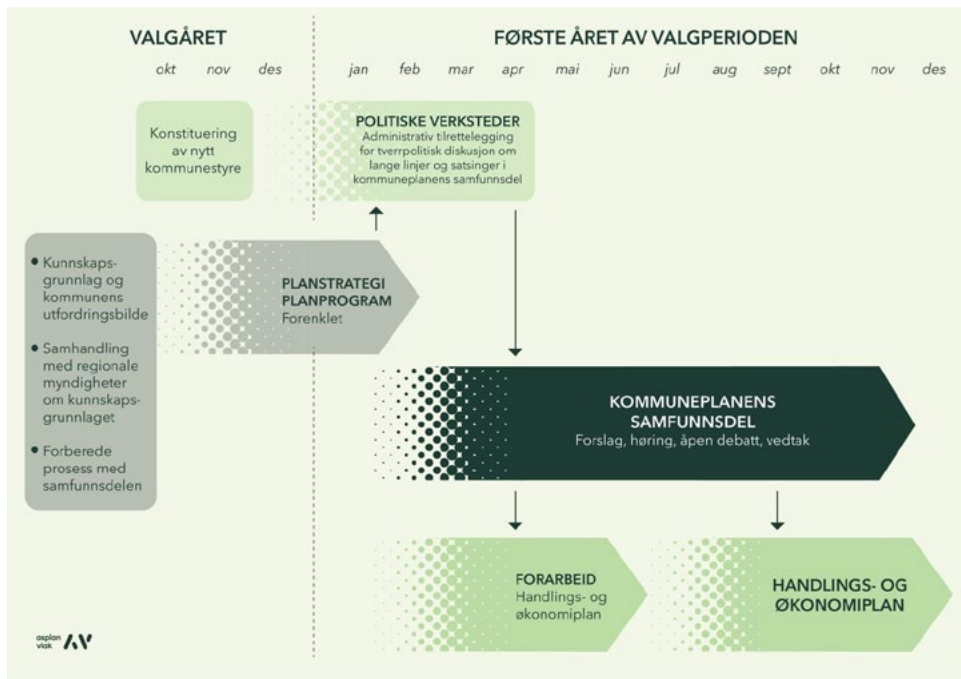 VALGÅRET
FØRSTE ÅRET AV VALGPERIODEN
okt nov des jan feb mar apr mai jun jul aug sept okt nov des
Konstituering
av nytt
kommunestyre
POLITISKE VERKSTEDER
Administrativ tilrettelegging
for tverrpolitisk diskusjon om
lange linjer og satsinger i
kommuneplanens samfunnsdel
• Kunnskaps-
grunnlag og
kommunens
utfordringsbilde
• Samhandling
med regionale
myndigheter
om kunnskaps-
grunnlaget
• Forberede
prosess med
samfunnsdelen
PLANSTRATEGI
PLANPROGRAM
Forenklet
KOMMUNEPLANENS
SAMFUNNSDEL
Forslag, høring, åpen debatt, vedtak
FORARBEID
Handlings- og
økonomiplan
HANDLINGS- OG
ØKONOMIPLAN
asplan
viak